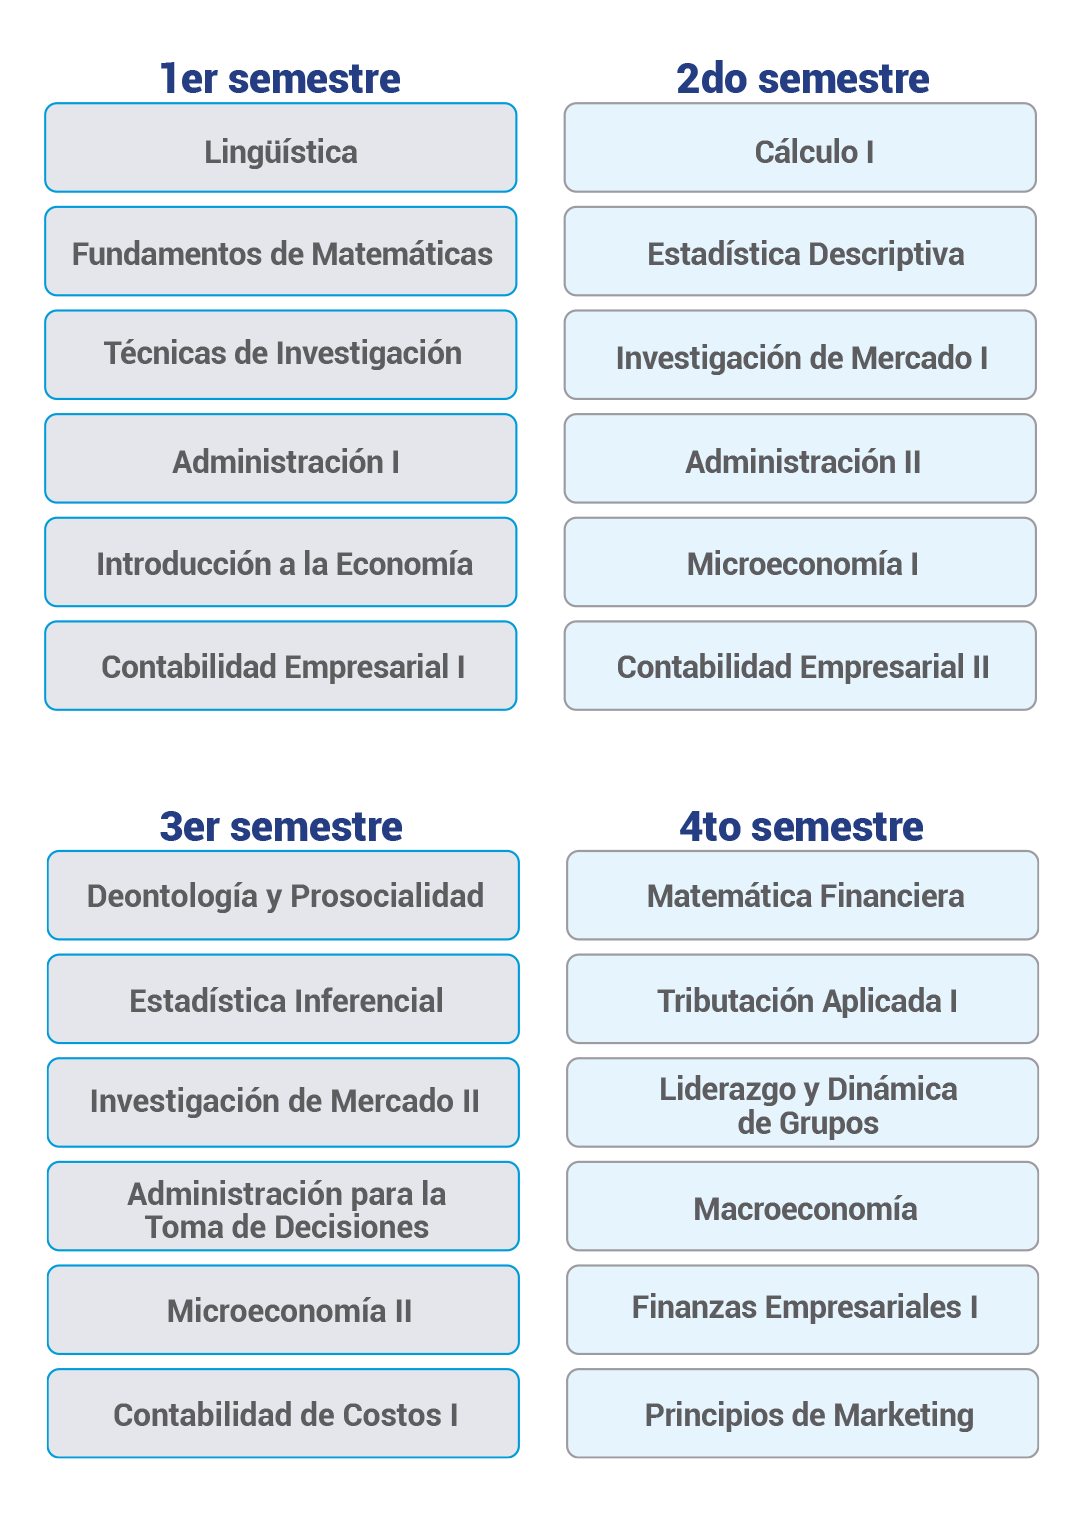 1er semestre
Lingüística
Fundamentos de Matemáticas
Técnicas de Investigación
Administración I
Introducción a la Economía
Contabilidad Empresarial I
2do semestre
Cálculo I
Estadística Descriptiva
Investigación de Mercado I
Administración II
Microeconomía I
Contabilidad Empresarial II
3er semestre
Deontología y Prosocialidad
Estadística Inferencial
Investigación de Mercado II
Administración para la
Toma de Decisiones
Microeconomía II
Contabilidad de Costos I
4to semestre
Matemática Financiera
Tributación Aplicada I
Liderazgo y Dinámica
de Grupos
Macroeconomía
Finanzas Empresariales I
Principios de Marketing